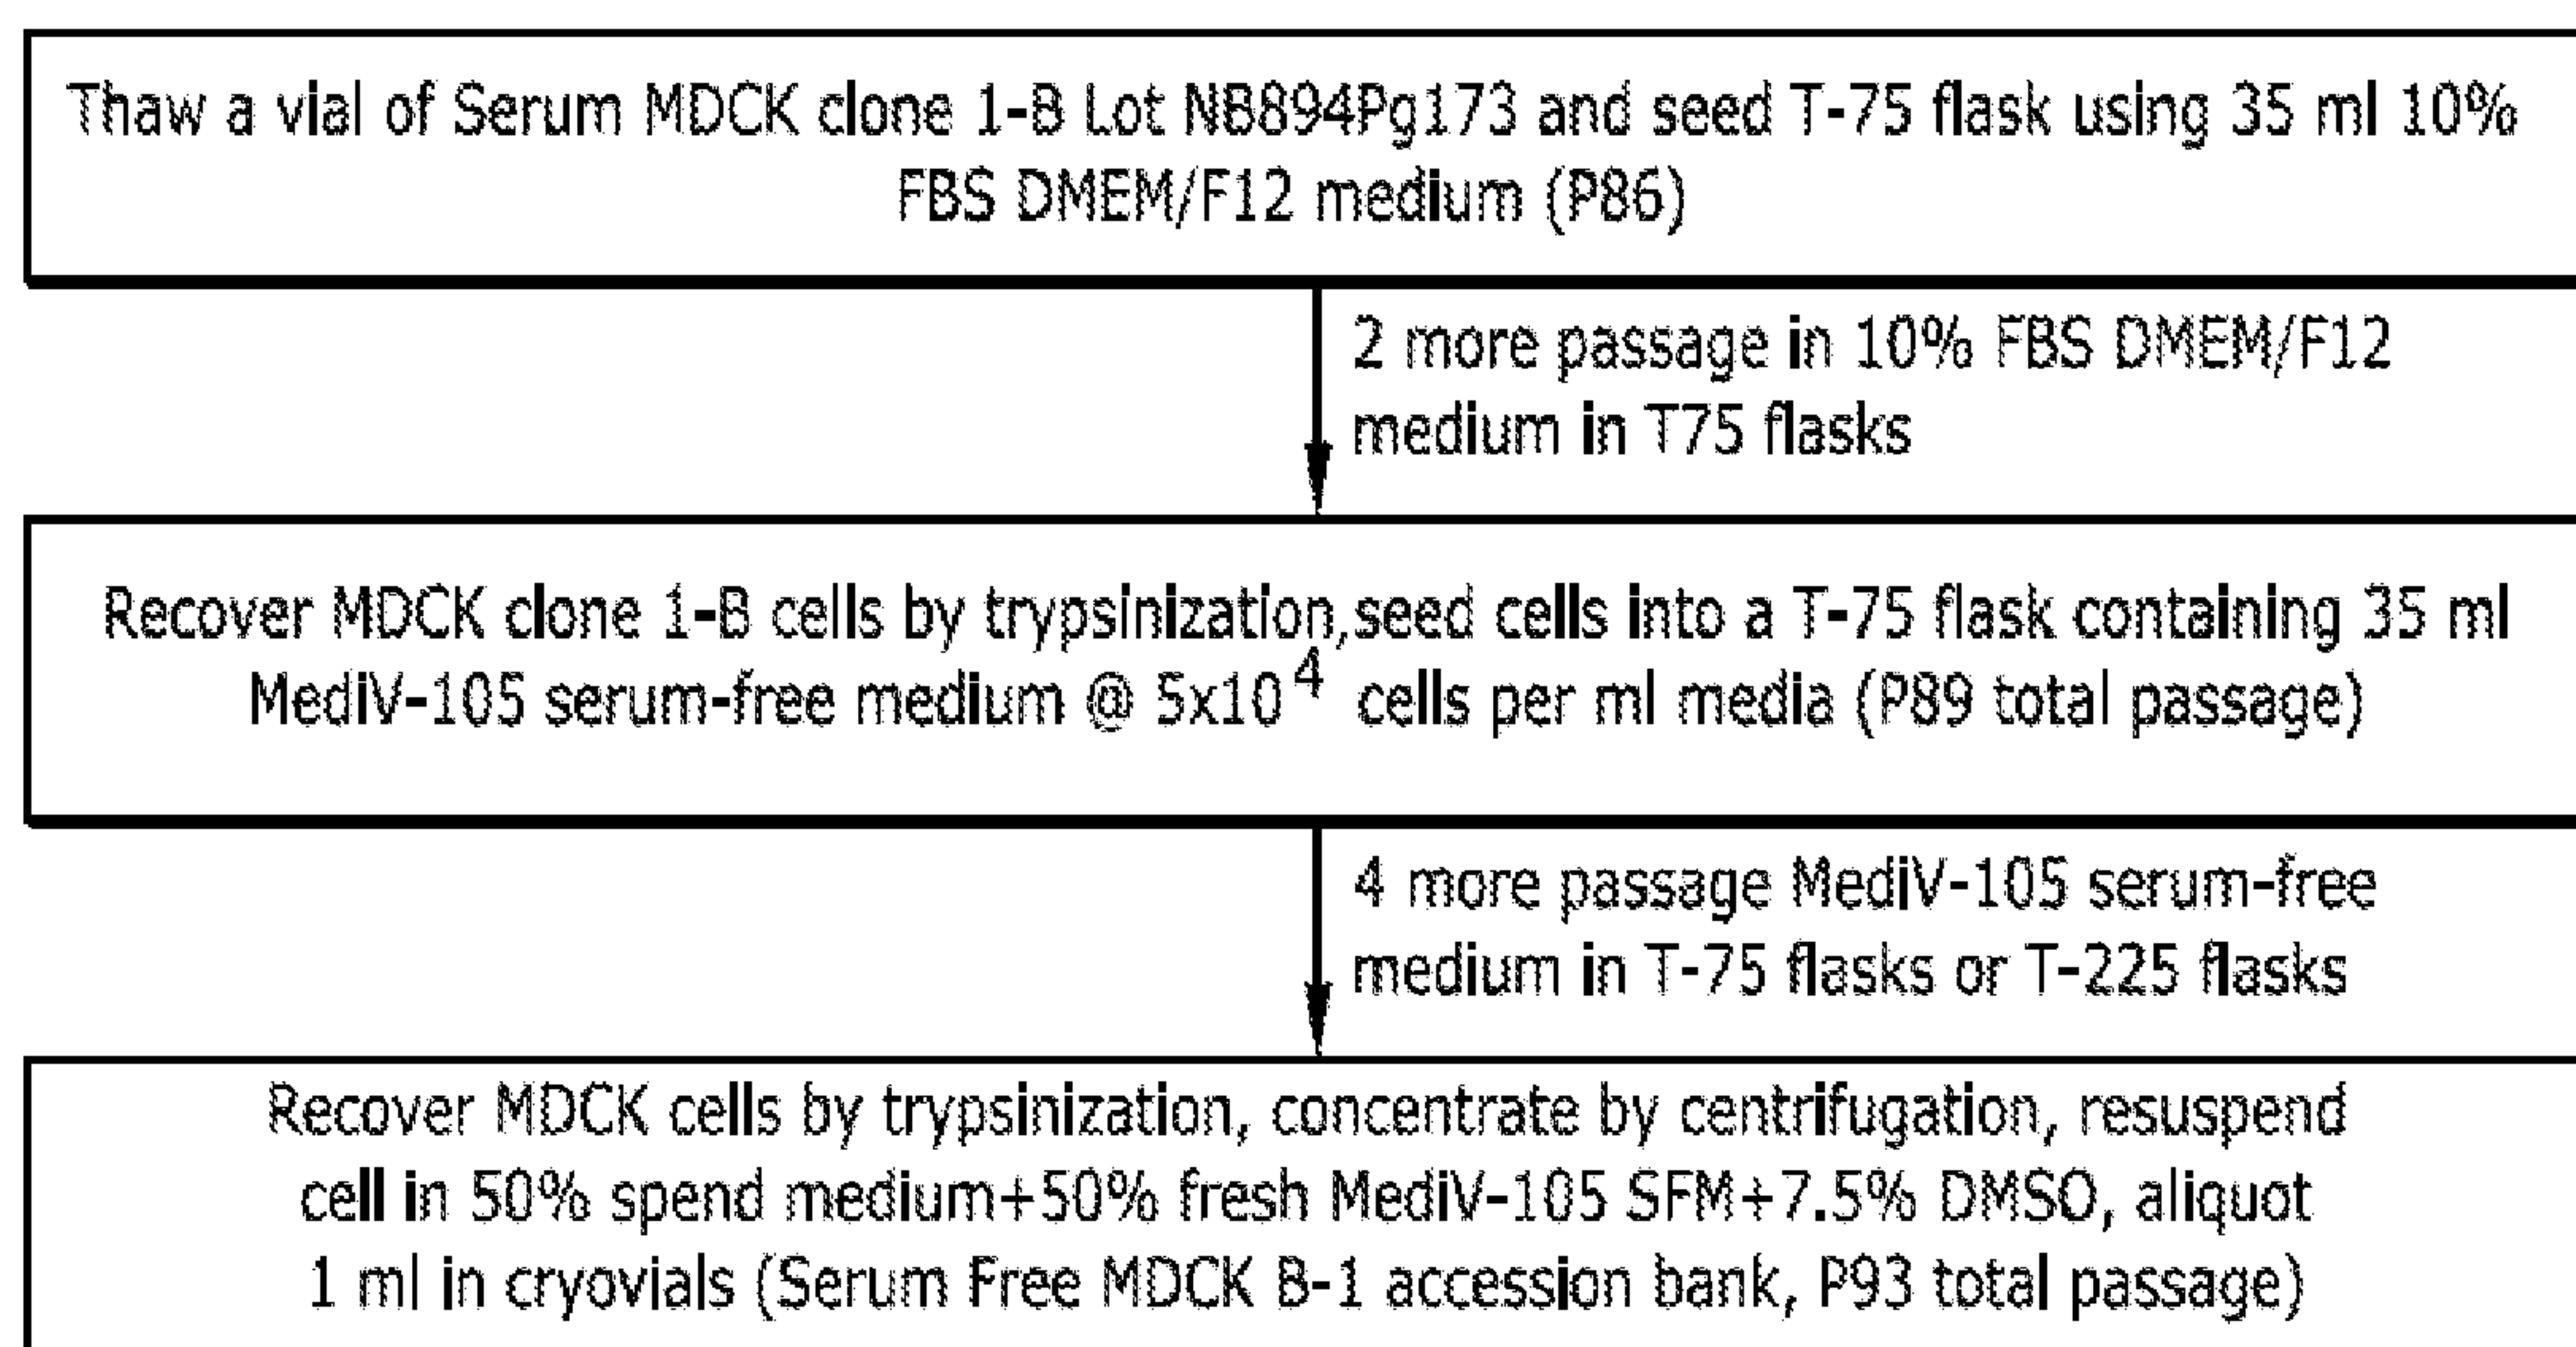 Thaw a vial of Serum MDCK clone 1-B Lot NB894Pg173 and seed T-75 flask using 35 ml 10%
FBS DMEM/F12 medium (P86)
2 more passage in 10% FBS DMEM/F12
medium in T75 flasks
Recover MDCK clone 1-B cells by trypsinization,seed cells into a T-75 flask containing 35 ml
MediV-105 serum-free medium @ 5x10⁴ cells per ml media (P89 total passage)
4 more passage MediV-105 serum-free
medium in T-75 flasks or T-225 flasks
Recover MDCK cells by trypsinization, concentrate by centrifugation, resuspend
cell in 50% spend medium+50% fresh MediV-105 SFM+7.5% DMSO, aliquot
1 ml in cryovials (Serum Free MDCK B-1 accession bank, P93 total passage)